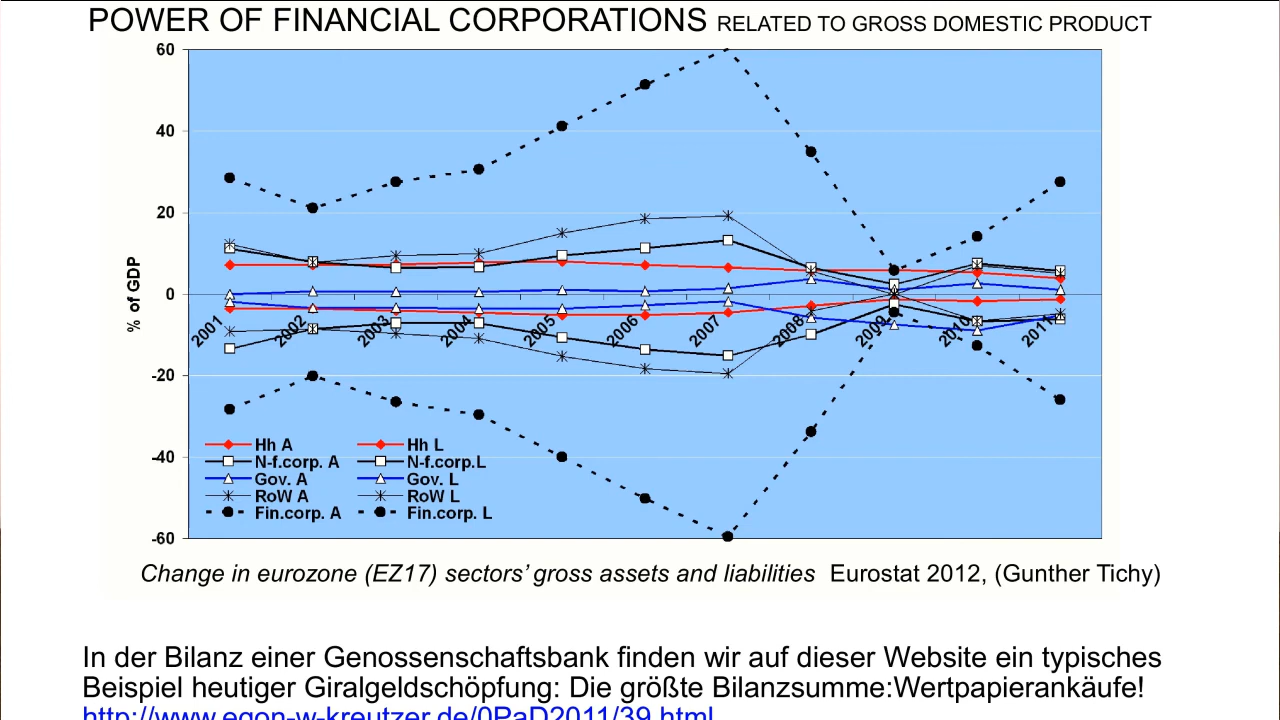 POWER OF FINANCIAL CORPORATIONS RELATED TO GROSS DOMESTIC PRODUCT
60
40
20
0
-20
-40
-60
% of GDP
2001 2002 2003 2004 2005 2006 2007 2008 2009 2010 2011
Hh A Hh L
N-f.corp. A N-f.corp.L
Gov. A Gov. L
RoW A RoW L
Fin.corp. A Fin.corp. L
Change in eurozone (EZ17) sectors' gross assets and liabilities Eurostat 2012, (Gunther Tichy)
In der Bilanz einer Genossenschaftsbank finden wir auf dieser Website ein typisches
Beispiel heutiger Giralgeldschöpfung: Die größte Bilanzsumme:Wertpapierankäufe!
http://www.egon-w-kreutzer.de/0PaD2011/39.html